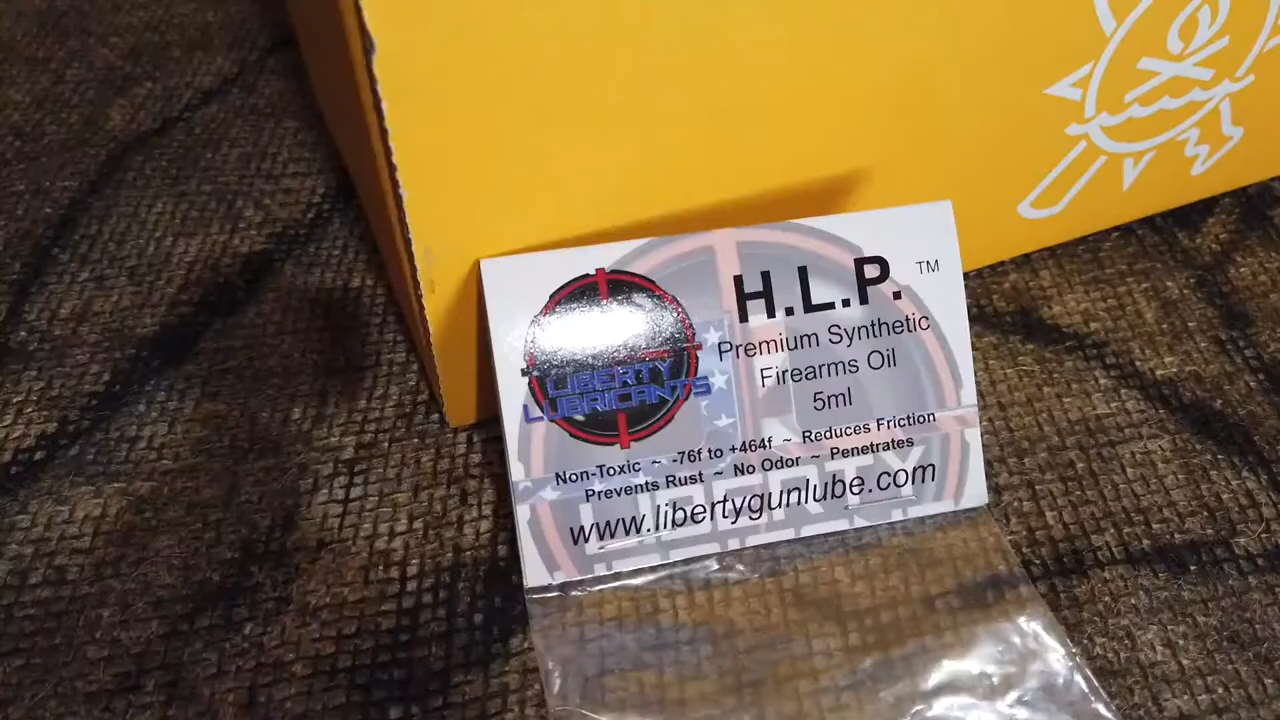 H.L.P. ™
Premium Synthetic
Firearms Oil
5ml
LIBERTY
LUBRICANTS
Non-Toxic ~ -76f to +464f ~ Reduces Friction
Prevents Rust ~ No Odor ~ Penetrates
www.libertygunlube.com
LIBERTY